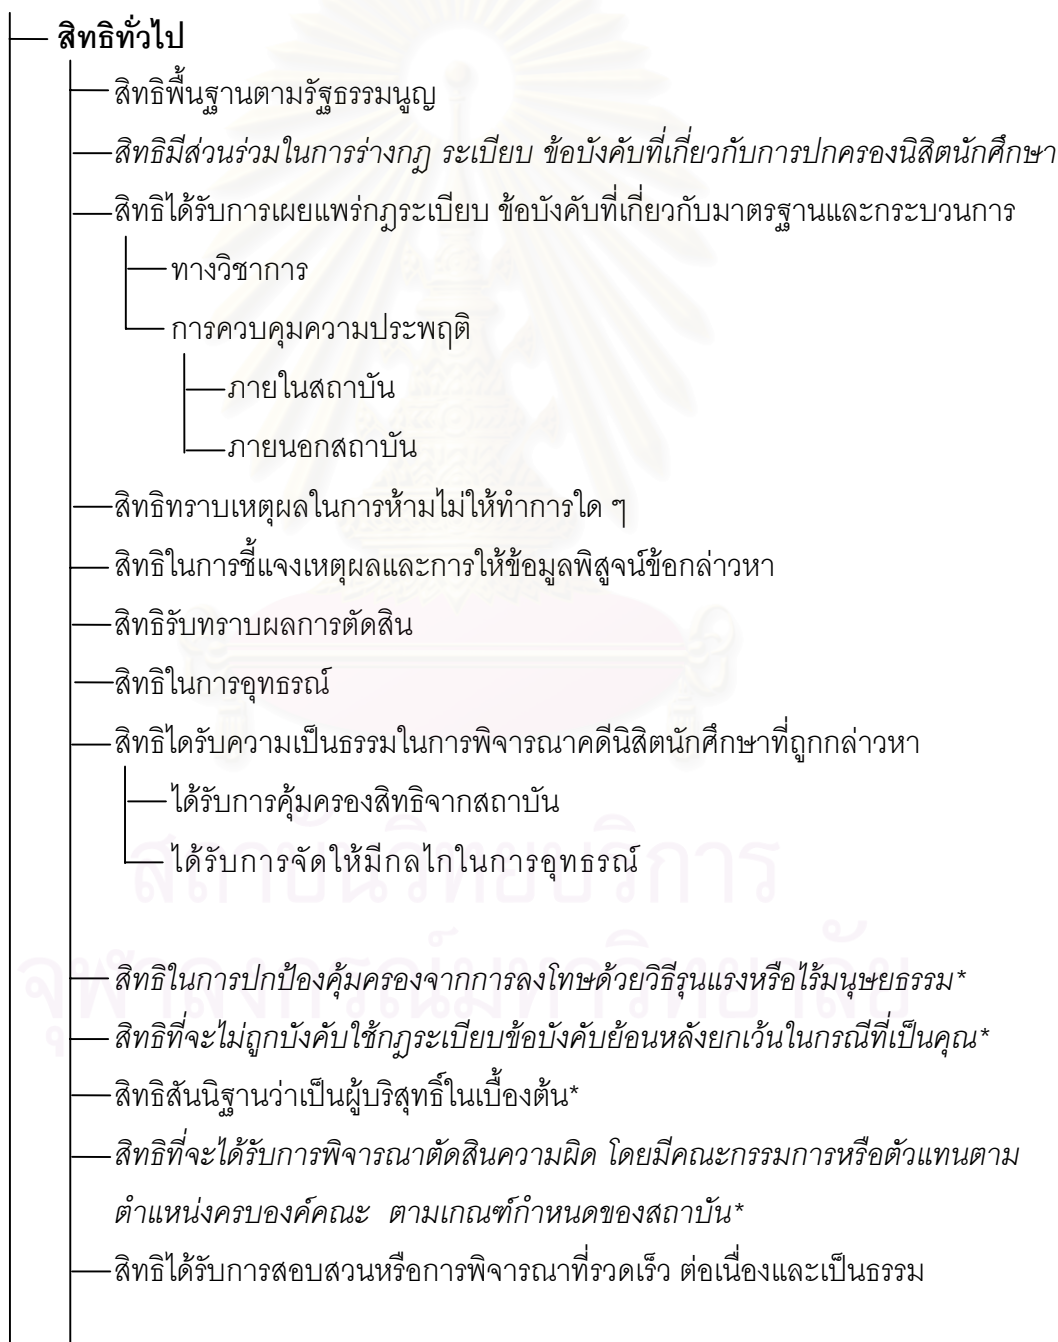 สิทธิทั่วไป
สิทธิพื้นฐานตามรัฐธรรมนูญ
สิทธิมีส่วนร่วมในการร่างกฎ ระเบียบ ข้อบังคับที่เกี่ยวกับการปกครองนิสิตนักศึกษา
สิทธิได้รับการเผยแพร่กฎระเบียบ ข้อบังคับที่เกี่ยวกับมาตรฐานและกระบวนการ
ทางวิชาการ
การควบคุมความประพฤติ
ภายในสถาบัน
ภายนอกสถาบัน
สิทธิทราบเหตุผลในการห้ามไม่ให้ทำการใด ๆ
สิทธิในการชี้แจงเหตุผลและการให้ข้อมูลพิสูจน์ข้อกล่าวหา
สิทธิรับทราบผลการตัดสิน
สิทธิในการอุทธรณ์
สิทธิไดรับความเป็นธรรมในการพิจารณาคดีนิสิตนักศึกษาที่ถูกกล่าวหา
ได้รับการคุ้มครองสิทธิจากสถาบัน
ได้รับการจัดให้มีกลไกในการอุทธรณ์
สถาบันวิทยบริการ
จุฬาลงกรณ์มหาวิทยาลัย
สิทธิในการปกป้องคุ้มครองจากการลงโทษด้วยวิธีรุนแรงหรือไร้มนุษยธรรม*
สิทธิที่จะไม่ถูกบังคับใช้กฎระเบียบข้อบังคับย้อนหลังยกเว้นในกรณีที่เป็นคุณ*
สิทธิสันนิฐานว่าเป็นผู้บริสุทธิ์ในเบื้องต้น*
สิทธิที่จะได้รับการพิจารณาตัดสินความผิด โดยมีคณะกรรมการหรือตัวแทนตาม
ตำแหน่งครบองค์คณะ ตามเกณฑ์กำหนดของสถาบัน*
สิทธิได้รับการสอบสวนหรือการพิจารณาที่รวดเร็ว ต่อเนื่องและเป็นธรรม